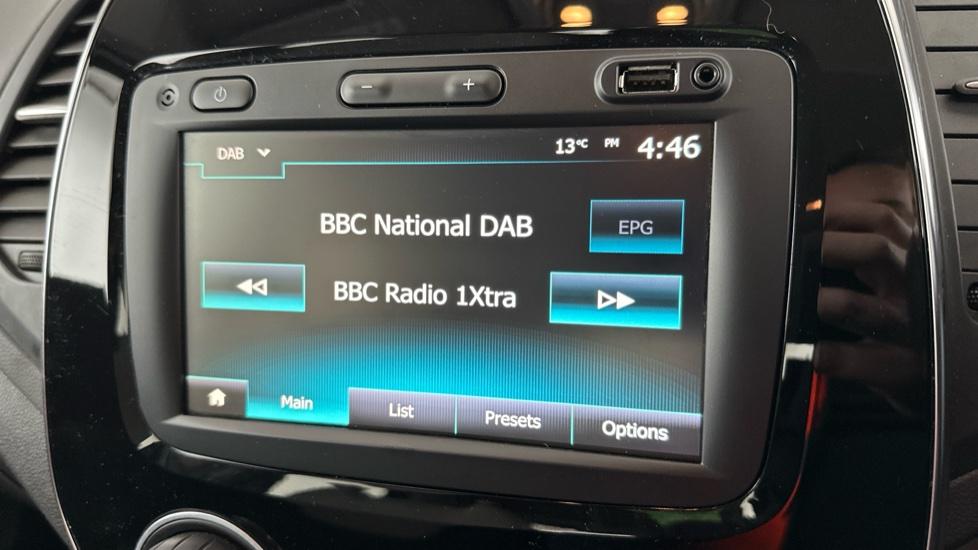 − +
DAB 13°C PM 4:46
BBC National DAB EPG
BBC Radio 1Xtra
Main List Presets Options